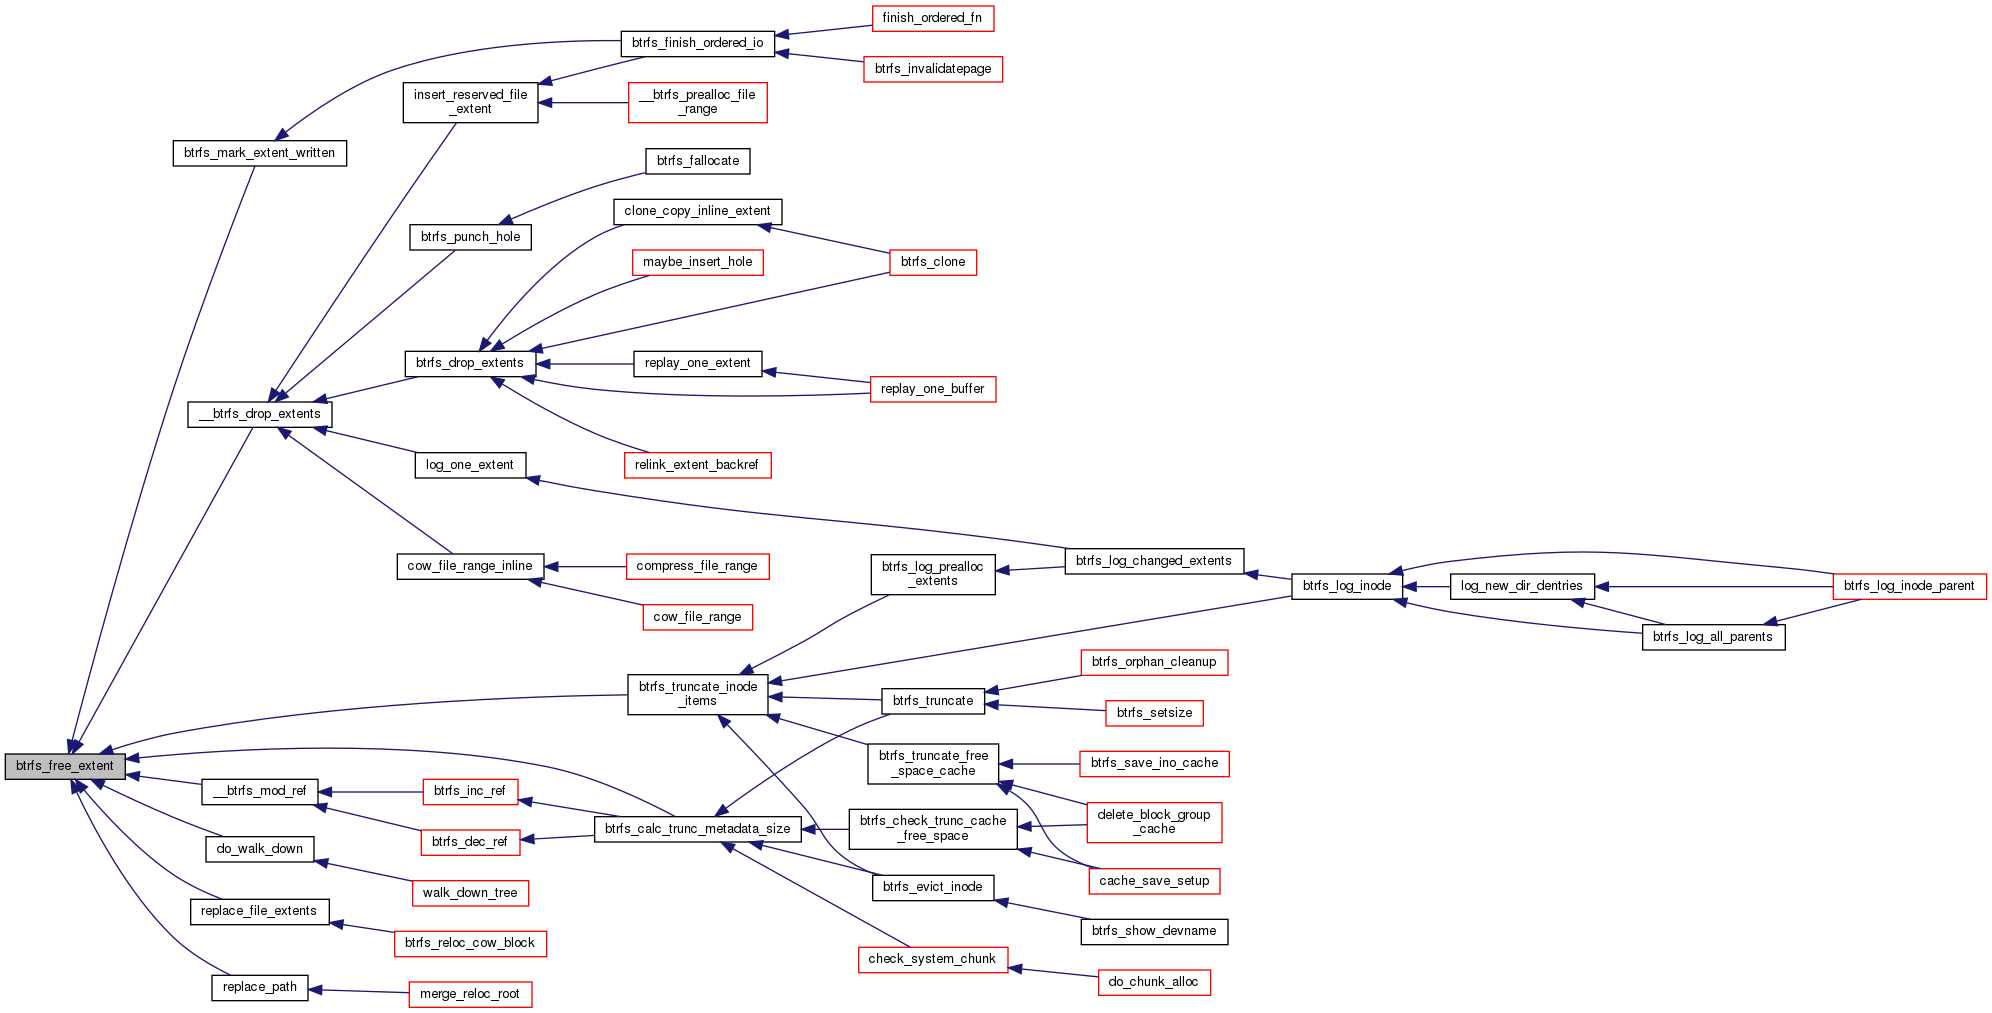 finish_ordered_fn
btrfs_finish_ordered_io
btrfs_invalidatepage
insert_reserved_file
_extent
__btrfs_prealloc_file
_range
btrfs_mark_extent_written
btrfs_fallocate
clone_copy_inline_extent
btrfs_punch_hole
maybe_insert_hole
btrfs_clone
btrfs_drop_extents
replay_one_extent
replay_one_buffer
__btrfs_drop_extents
log_one_extent
relink_extent_backref
btrfs_log_changed_extents
cow_file_range_inline
compress_file_range
btrfs_log_prealloc
_extents
btrfs_log_inode
log_new_dir_dentries
btrfs_log_inode_parent
cow_file_range
btrfs_log_all_parents
btrfs_orphan_cleanup
btrfs_truncate_inode
_items
btrfs_truncate
btrfs_setsize
btrfs_free_extent
btrfs_truncate_free
_space_cache
btrfs_save_ino_cache
__btrfs_mod_ref
btrfs_inc_ref
delete_block_group
_cache
btrfs_calc_trunc_metadata_size
btrfs_check_trunc_cache
_free_space
btrfs_dec_ref
do_walk_down
cache_save_setup
walk_down_tree
btrfs_evict_inode
replace_file_extents
btrfs_show_devname
btrfs_reloc_cow_block
check_system_chunk
do_chunk_alloc
replace_path
merge_reloc_root